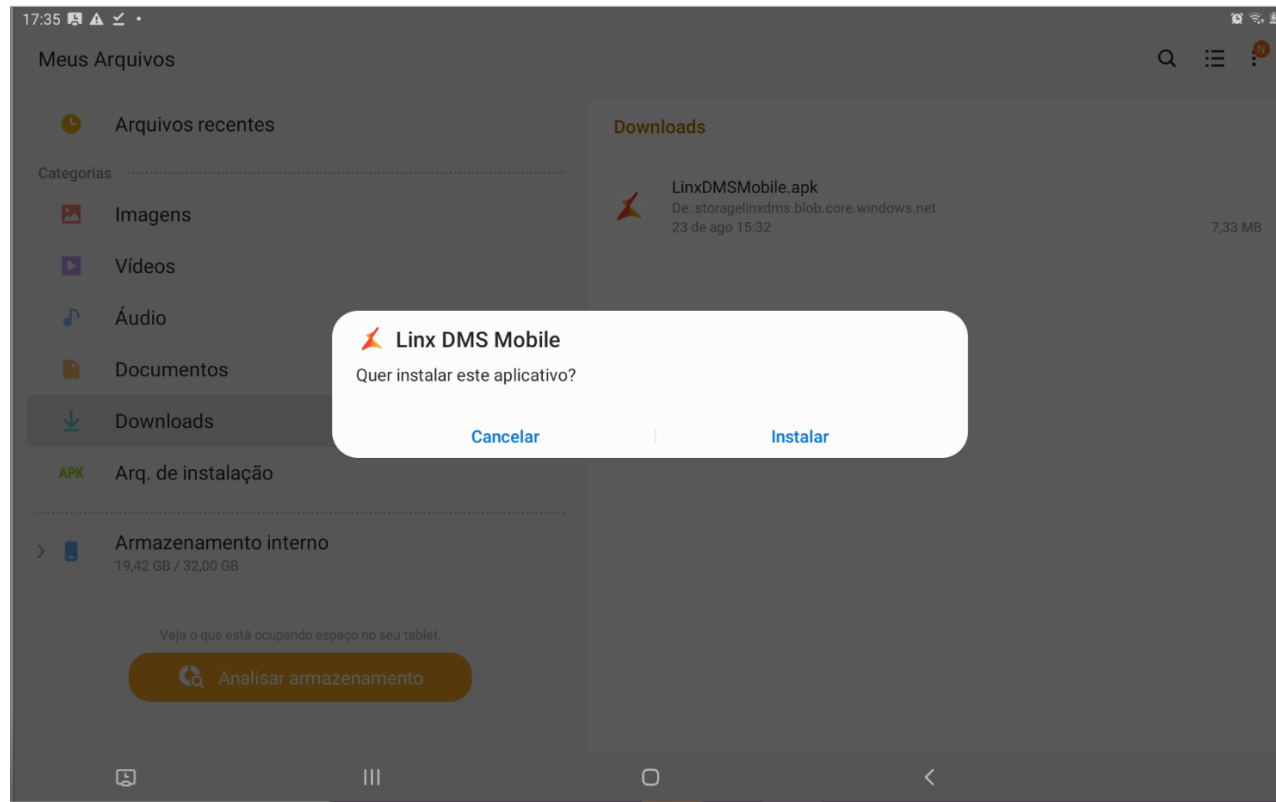 17:35
Meus Arquivos
N
Arquivos recentes
Categorias
Imagens
Vídeos
Áudio
Documentos
Downloads
APK Arq. de instalação
Armazenamento interno
19,42 GB / 32,00 GB
Veja o que está ocupando espaço no seu tablet.
Analisar armazenamento
Downloads
LinxDMSMobile.apk
De: storagelinxdms.blob.core.windows.net
23 de ago 15:32
7,33 MB
Linx DMS Mobile
Quer instalar este aplicativo?
Cancelar
Instalar